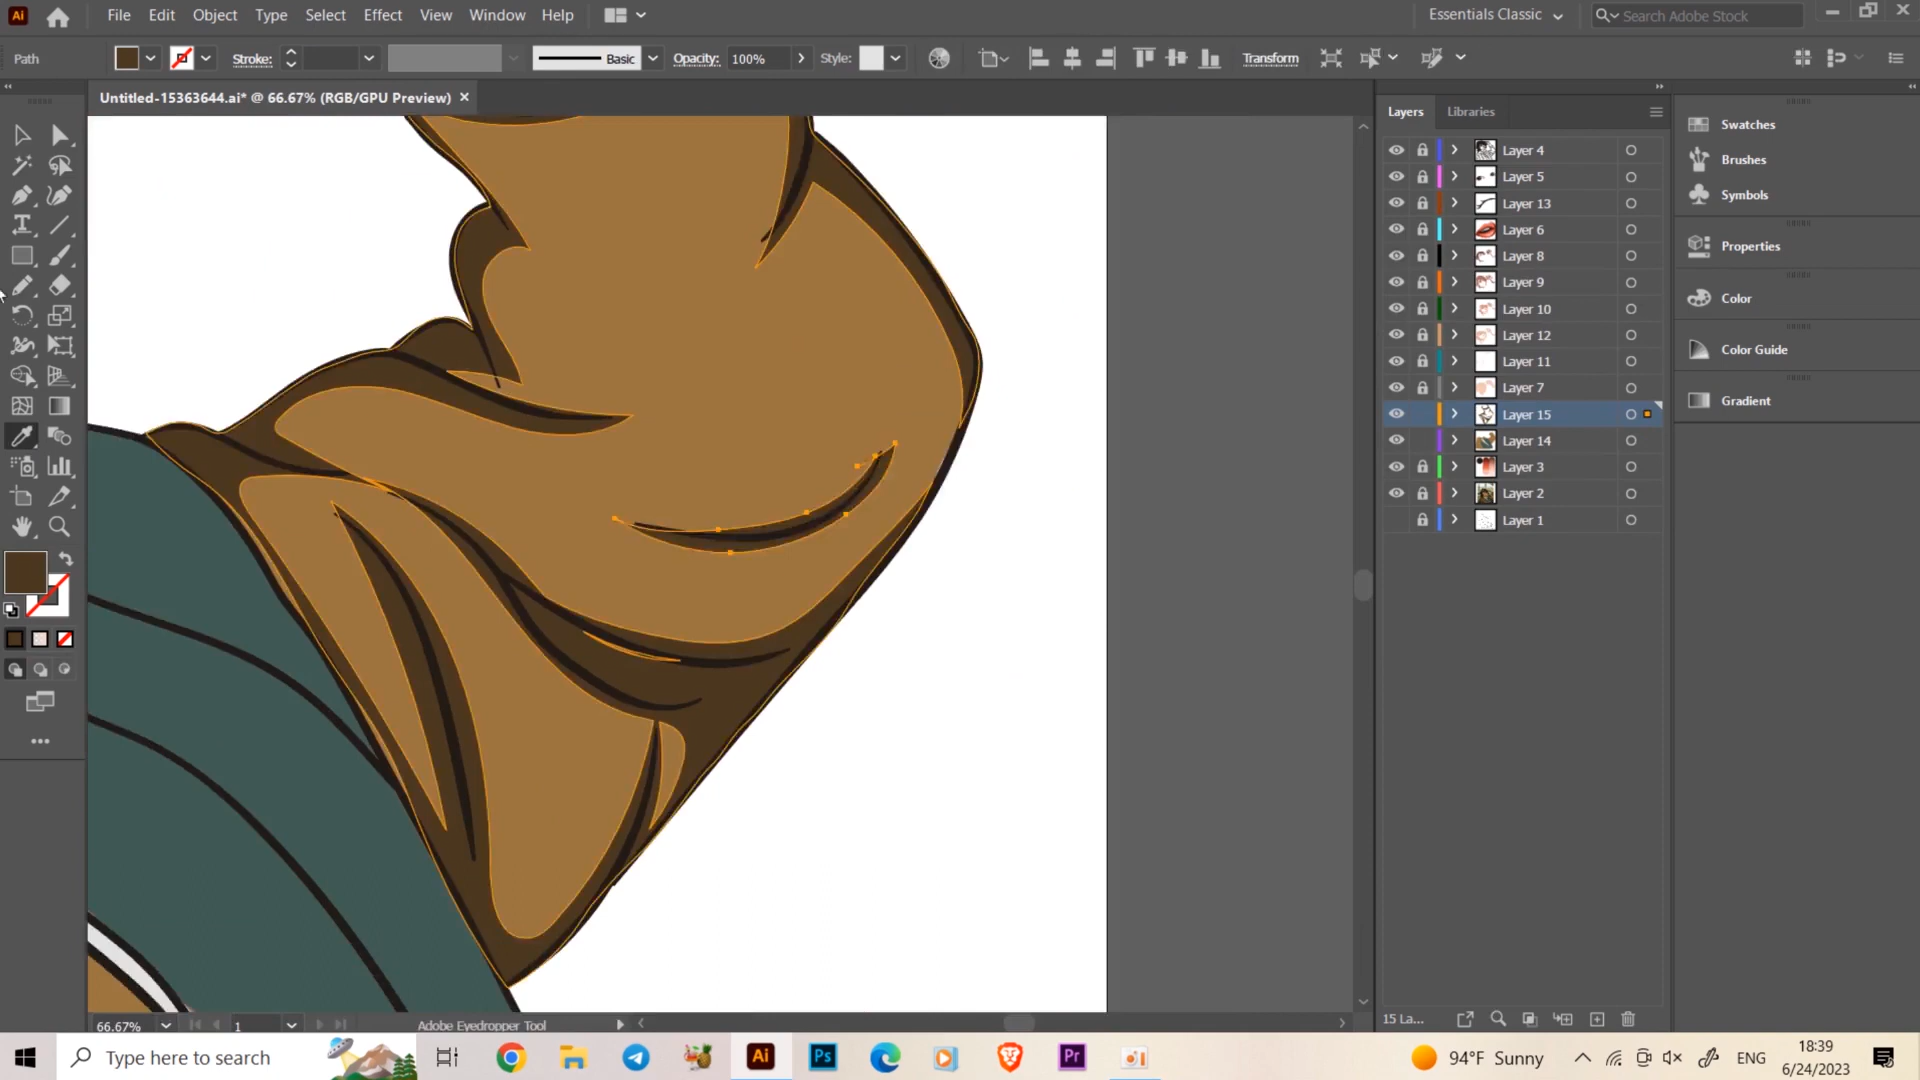 Ai File Edit Object Type Select Effect View Window Help Essentials Classic Search Adobe Stock
Path Stroke: Basic Opacity: 100% Style: Transform
Untitled-15363644.ai* @ 66.67% (RGB/GPU Preview) ×
Layers Libraries
Layer 4
Layer 5
Layer 13
Layer 6
Layer 8
Layer 9
Layer 10
Layer 12
Layer 11
Layer 7
Layer 15
Layer 14
Layer 3
Layer 2
Layer 1
Swatches
Brushes
Symbols
Properties
Color
Color Guide
Gradient
15 La...
66.67% 1 Adobe Eyedropper Tool
Type here to search Ai Ps Pr 94°F Sunny ENG
18:39
6/24/2023